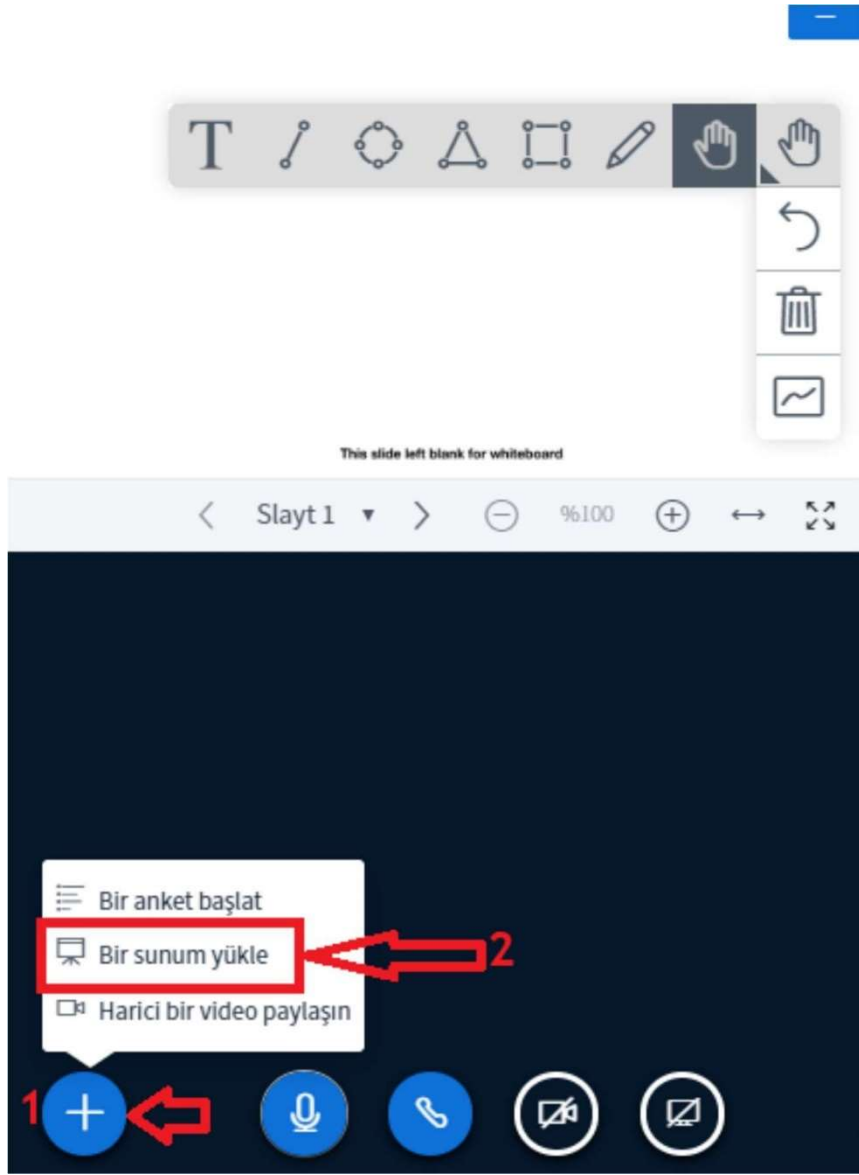 T
This slide left blank for whiteboard
Slayt 1
%100
Bir anket başlat
Bir sunum yükle
2
Harici bir video paylaşın
1